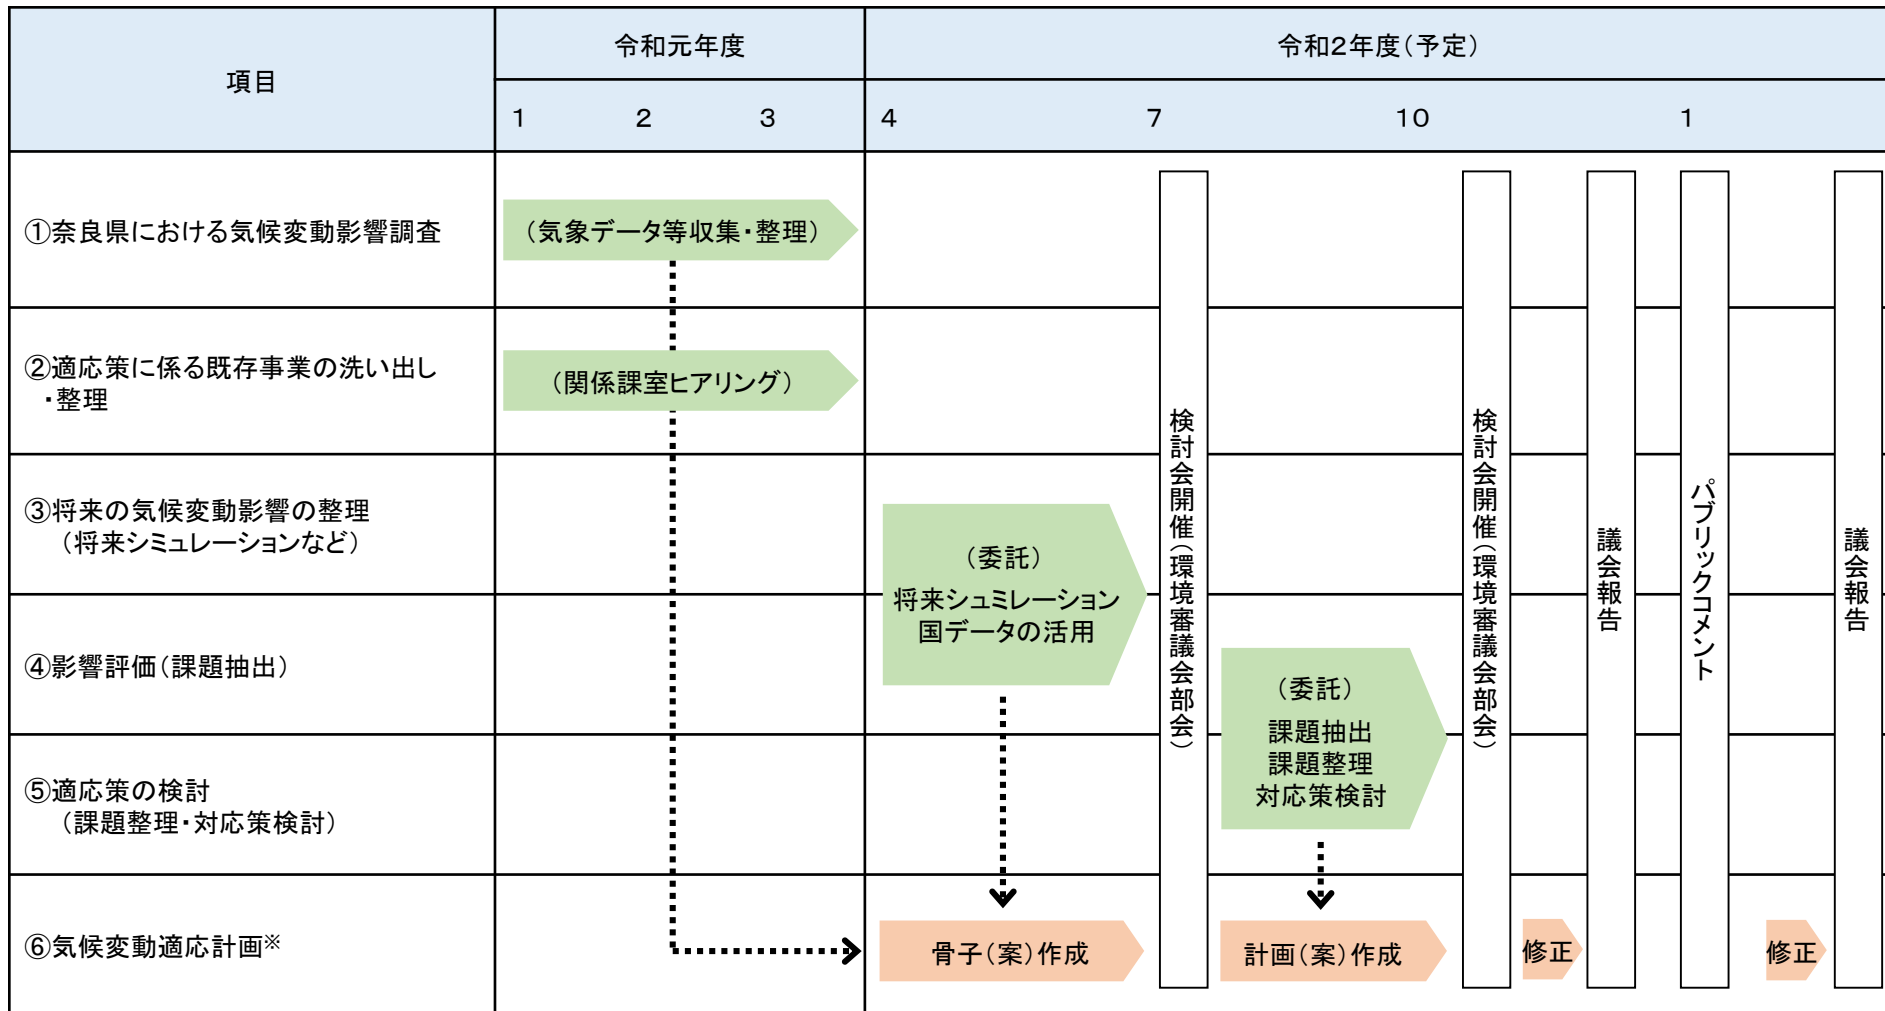 項目
令和元年度
令和2年度(予定)
1 2 3 4 7 10 1
①奈良県における気候変動影響調査
(気象データ等収集・整理)
②適応策に係る既存事業の洗い出し
・整理
(関係課室ヒアリング)
③将来の気候変動影響の整理
(将来シミュレーションなど)
(委託)
将来シュミレーション
国データの活用
④影響評価(課題抽出)
(委託)
課題抽出
課題整理
対応策検討
⑤適応策の検討
(課題整理・対応策検討)
⑥気候変動適応計画※
骨子(案)作成
計画(案)作成
修正
修正
検討会開催(環境審議会部会)
検討会開催(環境審議会部会)
議会報告
パブリックコメント
議会報告